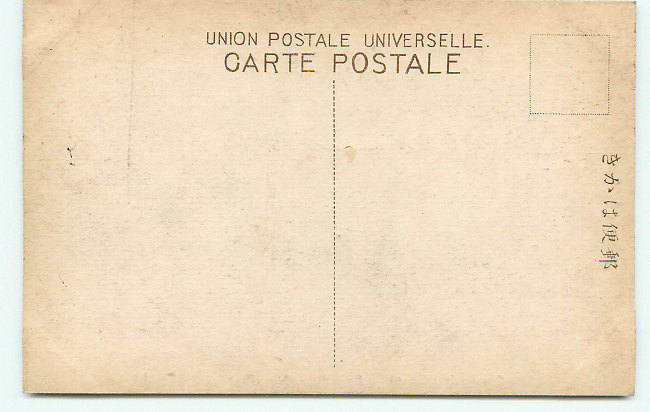 UNION POSTALE UNIVERSELLE.
CARTE POSTALE
きかは便郵